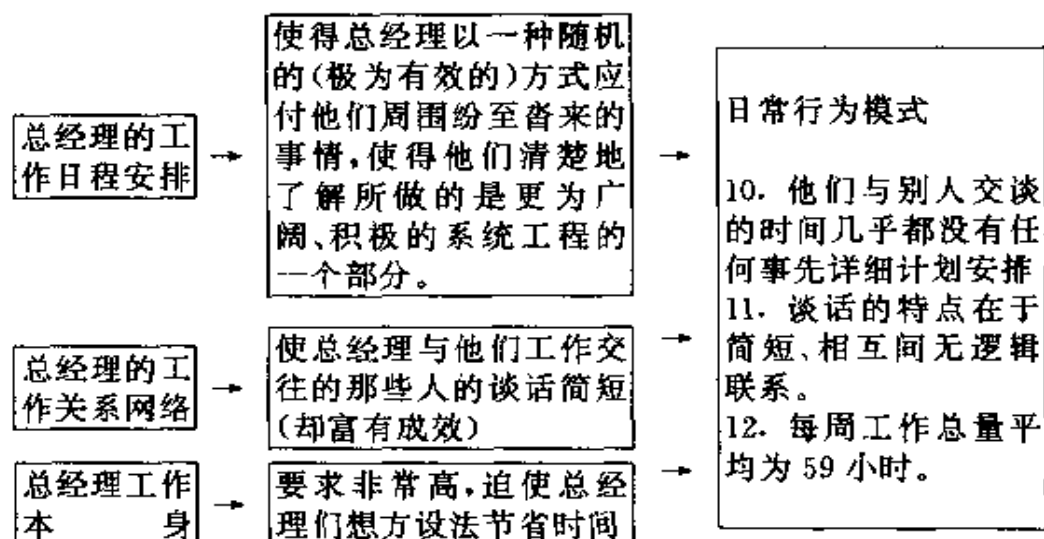 总经理的工
作日程安排
使得总经理以一种随机
的(极为有效的)方式应
付他们周围纷至沓来的
事情,使得他们清楚地
了解所做的是更为广
阔、积极的系统工程的
一个部分。
总经理的工
作关系网络
使总经理与他们工作交
往的那些人的谈话简短
(却富有成效)
总经理工作
本 身
要求非常高,迫使总经
理们想方设法节省时间
日常行为模式
10. 他们与别人交谈
的时间几乎都没有任
何事先详细计划安排
11. 谈话的特点在于
简短、相互间无逻辑
联系。
12. 每周工作总量平
均为 59 小时。